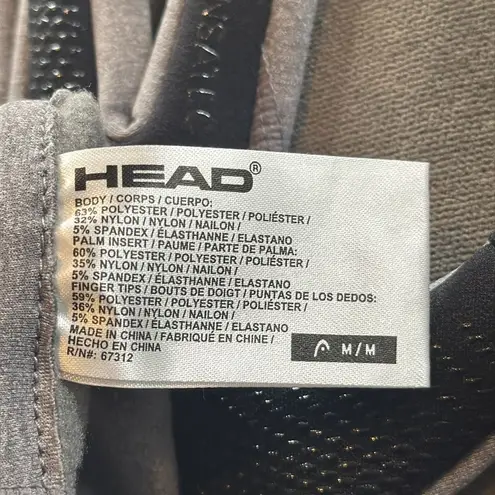 HEAD®
BODY / CORPS / CUERPO;
63% POLYESTER / POLYESTER / POLIÉSTER /
32% NYLON / NYLON / NAILON /
5% SPANDEX / ÉLASTHANNE / ELASTANO
PALM INSERT / PAUME / PARTE DE PALMA:
60% POLYESTER / POLYESTER / POLIÉSTER /
35% NYLON / NYLON / NAILON /
5% SPANDEX / ÉLASTHANNE / ELASTANO
FINGER TIPS / BOUTS DE DOIGT / PUNTAS DE LOS DEDOS:
59% POLYESTER / POLYESTER / POLIÉSTER /
36% NYLON / NYLON / NAILON /
5% SPANDEX / ÉLASTHANNE / ELASTANO
MADE IN CHINA / FABRIQUÉ EN CHINE /
HECHO EN CHINA
R/N#: 67312
M/M